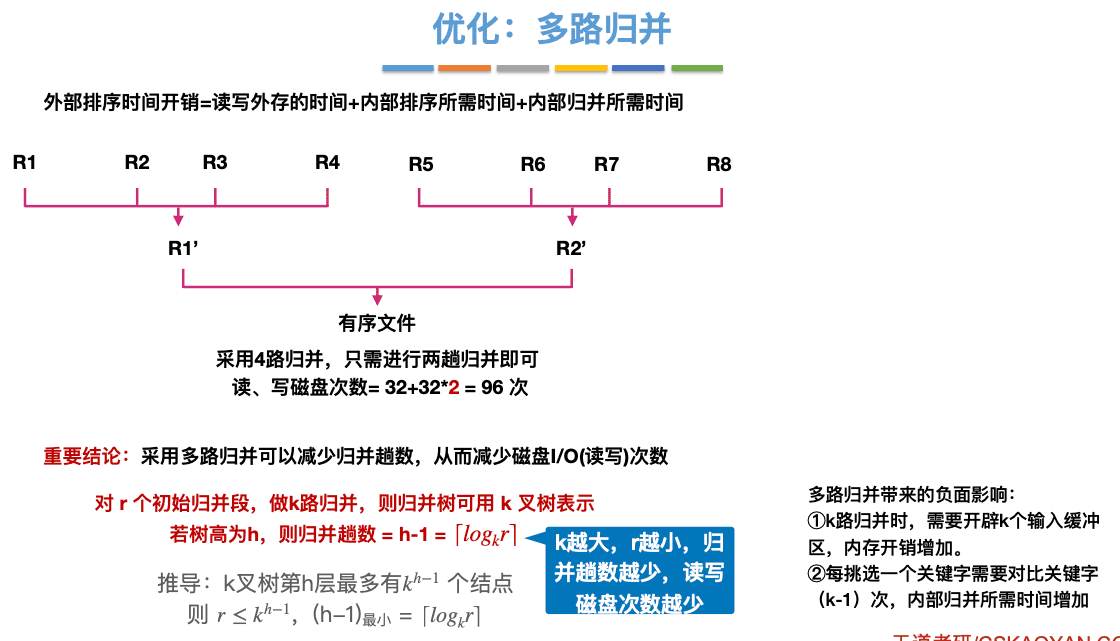 优化：多路归并
外部排序时间开销=读写外存的时间+内部排序所需时间+内部归并所需时间
R1 R2 R3 R4 R5 R6 R7 R8
R1’ R2’
有序文件
采用4路归并，只需进行两趟归并即可
读、写磁盘次数= 32+32*2 = 96 次
重要结论：采用多路归并可以减少归并趟数，从而减少磁盘I/O(读写)次数
对 r 个初始归并段，做k路归并，则归并树可用 k 叉树表示
若树高为h，则归并趟数 = h-1 = ⌈log_k r⌉
推导：k叉树第h层最多有k^{h−1} 个结点
则 r ≤ k^{h−1}，(h−1)最小 = ⌈log_k r⌉
k越大，r越小，归
并趟数越少，读写
磁盘次数越少
多路归并带来的负面影响：
①k路归并时，需要开辟k个输入缓冲
区，内存开销增加。
②每挑选一个关键字需要对比关键字
（k-1）次，内部归并所需时间增加